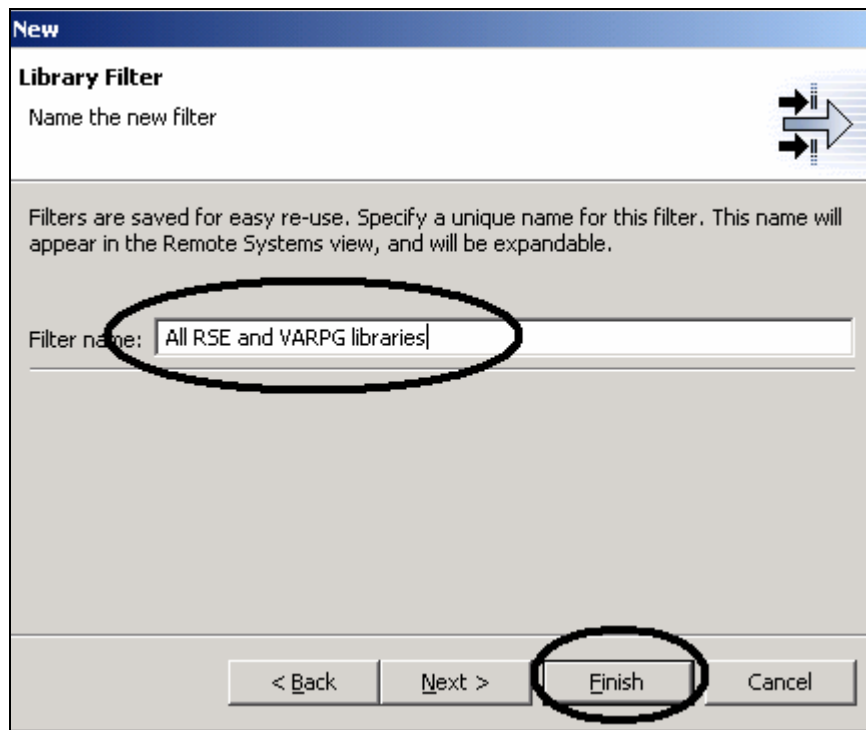 New
Library Filter
Name the new filter
Filters are saved for easy re-use. Specify a unique name for this filter. This name will
appear in the Remote Systems view, and will be expandable.
Filter name: All RSE and VARPG libraries
< Back Next > Finish Cancel